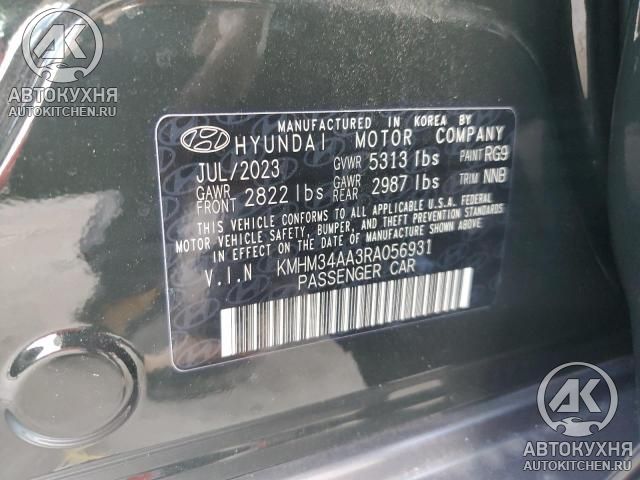 AK
АВТОКУХНЯ
AUTOKITCHEN.RU
MANUFACTURED IN KOREA BY
HYUNDAI MOTOR COMPANY
JUL/2023 GVWR 5313 lbs PAINT RG9
GAWR FRONT 2822 lbs GAWR REAR 2987 lbs TRIM NNB
THIS VEHICLE CONFORMS TO ALL APPLICABLE U.S.A. FEDERAL
MOTOR VEHICLE SAFETY, BUMPER, AND THEFT PREVENTION STANDARDS
IN EFFECT ON THE DATE OF MANUFACTURE SHOWN ABOVE.
V.I.N KMHM34AA3RA056931
PASSENGER CAR
AK
АВТОКУХНЯ
AUTOKITCHEN.RU